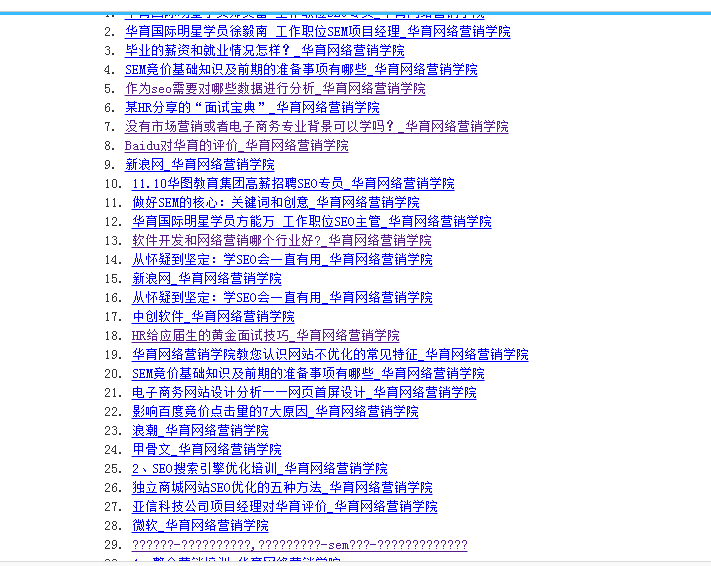 2. 华育国际明星学员徐毅南 工作职位SEM项目经理_华育网络营销学院
3. 毕业的薪资和就业情况怎样？_华育网络营销学院
4. SEM竞价基础知识及前期的准备事项有哪些_华育网络营销学院
5. 作为seo需要对哪些数据进行分析_华育网络营销学院
6. 某HR分享的“面试宝典”_华育网络营销学院
7. 没有市场营销或者电子商务专业背景可以学吗？_华育网络营销学院
8. Baidu对华育的评价_华育网络营销学院
9. 新浪网_华育网络营销学院
10. 11.10华图教育集团高薪招聘SEO专员_华育网络营销学院
11. 做好SEM的核心：关键词和创意_华育网络营销学院
12. 华育国际明星学员方能万 工作职位SEO主管_华育网络营销学院
13. 软件开发和网络营销哪个行业好?_华育网络营销学院
14. 从怀疑到坚定：学SEO会一直有用_华育网络营销学院
15. 新浪网_华育网络营销学院
16. 从怀疑到坚定：学SEO会一直有用_华育网络营销学院
17. 中创软件_华育网络营销学院
18. HR给应届生的黄金面试技巧_华育网络营销学院
19. 华育网络营销学院教您认识网站不优化的常见特征_华育网络营销学院
20. SEM竞价基础知识及前期的准备事项有哪些_华育网络营销学院
21. 电子商务网站设计分析——网页首屏设计_华育网络营销学院
22. 影响百度竞价点击量的7大原因_华育网络营销学院
23. 浪潮_华育网络营销学院
24. 甲骨文_华育网络营销学院
25. 2、SEO搜索引擎优化培训_华育网络营销学院
26. 独立商城网站SEO优化的五种方法_华育网络营销学院
27. 亚信科技公司项目经理对华育评价_华育网络营销学院
28. 微软_华育网络营销学院
29. ??????-??????????,?????????-sem???-?????????????